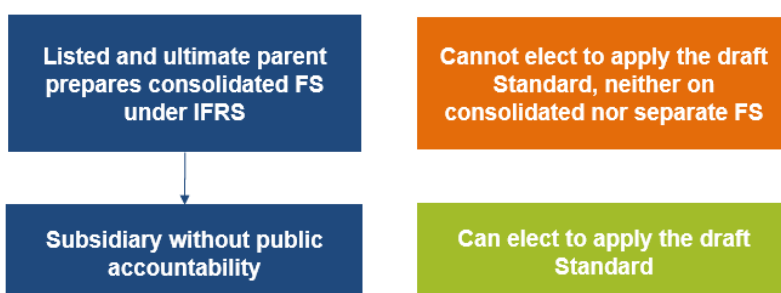 Listed and ultimate parent
prepares consolidated FS
under IFRS
Cannot elect to apply the draft
Standard, neither on
consolidated nor separate FS
Subsidiary without public
accountability
Can elect to apply the draft
Standard